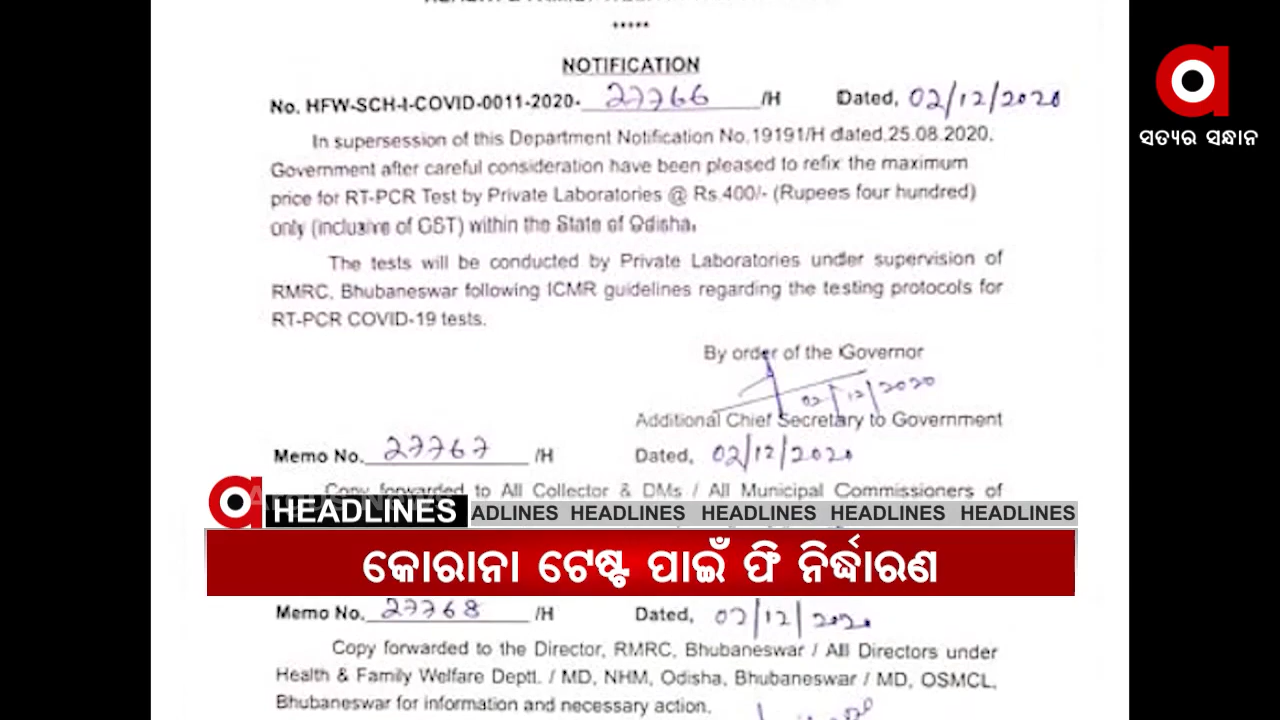 *****
NOTIFICATION
No. HFW-SCH-I-COVID-0011-2020- 27766 /H Dated, 02/12/2020
In supersession of this Department Notification No.19191/H dated.25.08.2020,
Government after careful consideration have been pleased to refix the maximum
price for RT-PCR Test by Private Laboratories @ Rs.400/- (Rupees four hundred)
only (inclusive of GST) within the State of Odisha.
The tests will be conducted by Private Laboratories under supervision of
RMRC, Bhubaneswar following ICMR guidelines regarding the testing protocols for
RT-PCR COVID-19 tests.
By order of the Governor
02/12/2020
Additional Chief Secretary to Government
Memo No. 27767 /H Dated, 02/12/2020
Copy forwarded to All Collector & DMs / All Municipal Commissioners of
HEADLINES ADLINES HEADLINES HEADLINES HEADLINES HEADLINES
କୋରାନା ଟେଷ୍ଟ ପାଇଁ ଫି ନିର୍ଦ୍ଧାରଣ
Memo No. 27768 /H Dated, 02/12/2020
Copy forwarded to the Director, RMRC, Bhubaneswar / All Directors under
Health & Family Welfare Deptt. / MD, NHM, Odisha, Bhubaneswar / MD, OSMCL,
Bhubaneswar for information and necessary action.
ସତ୍ୟର ସନ୍ଧାନ